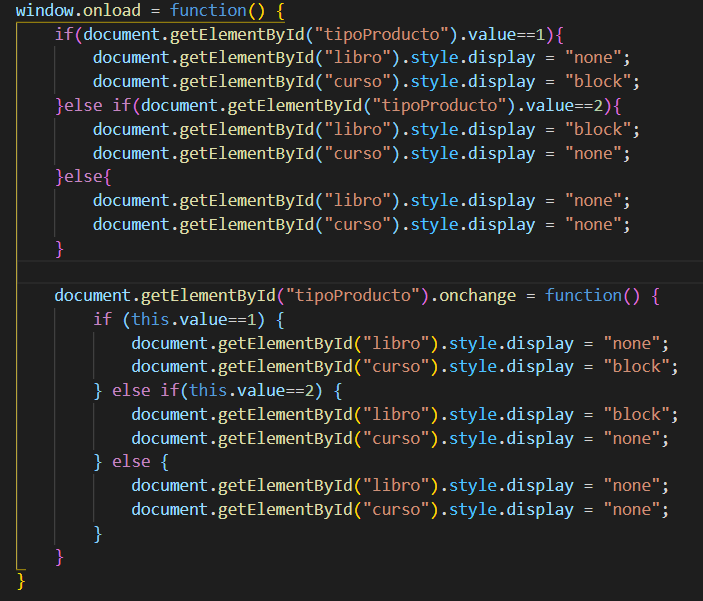 window.onload = function() {
    if(document.getElementById("tipoProducto").value==1){
        document.getElementById("libro").style.display = "none";
        document.getElementById("curso").style.display = "block";
    }else if(document.getElementById("tipoProducto").value==2){
        document.getElementById("libro").style.display = "block";
        document.getElementById("curso").style.display = "none";
    }else{
        document.getElementById("libro").style.display = "none";
        document.getElementById("curso").style.display = "none";
    }

    document.getElementById("tipoProducto").onchange = function() {
        if (this.value==1) {
            document.getElementById("libro").style.display = "none";
            document.getElementById("curso").style.display = "block";
        } else if(this.value==2) {
            document.getElementById("libro").style.display = "block";
            document.getElementById("curso").style.display = "none";
        } else {
            document.getElementById("libro").style.display = "none";
            document.getElementById("curso").style.display = "none";
        }
    }
}